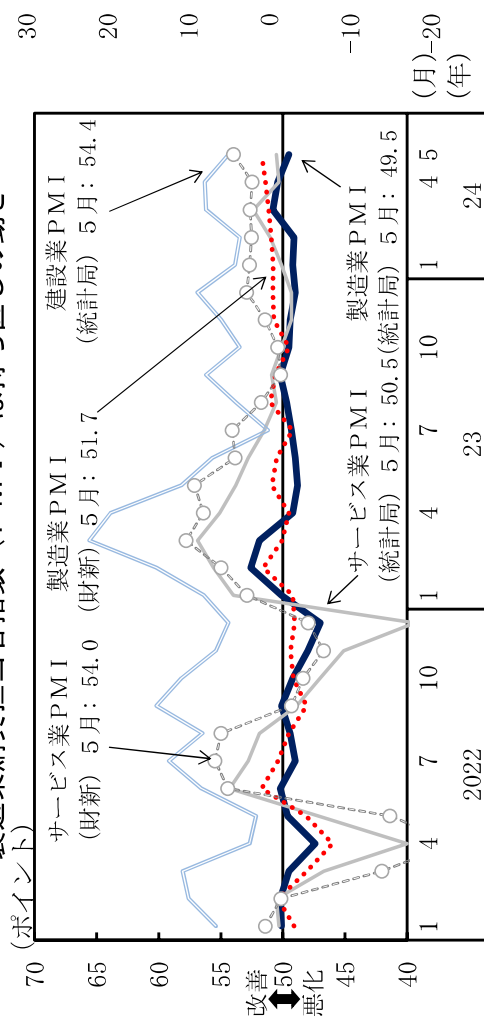 (ポイント)
70
65
60
55
50
45
40
改善
悪化
30
20
10
0
-10
-20
サービス業PMI
(財新) 5月: 54.0
製造業PMI
(財新) 5月: 51.7
建設業PMI
(統計局) 5月: 54.4
サービス業PMI
(統計局) 5月: 50.5
製造業PMI
(統計局) 5月: 49.5
1 4 7 10 1 4 7 10 1 4 5 (月)
2022 23 24 (年)